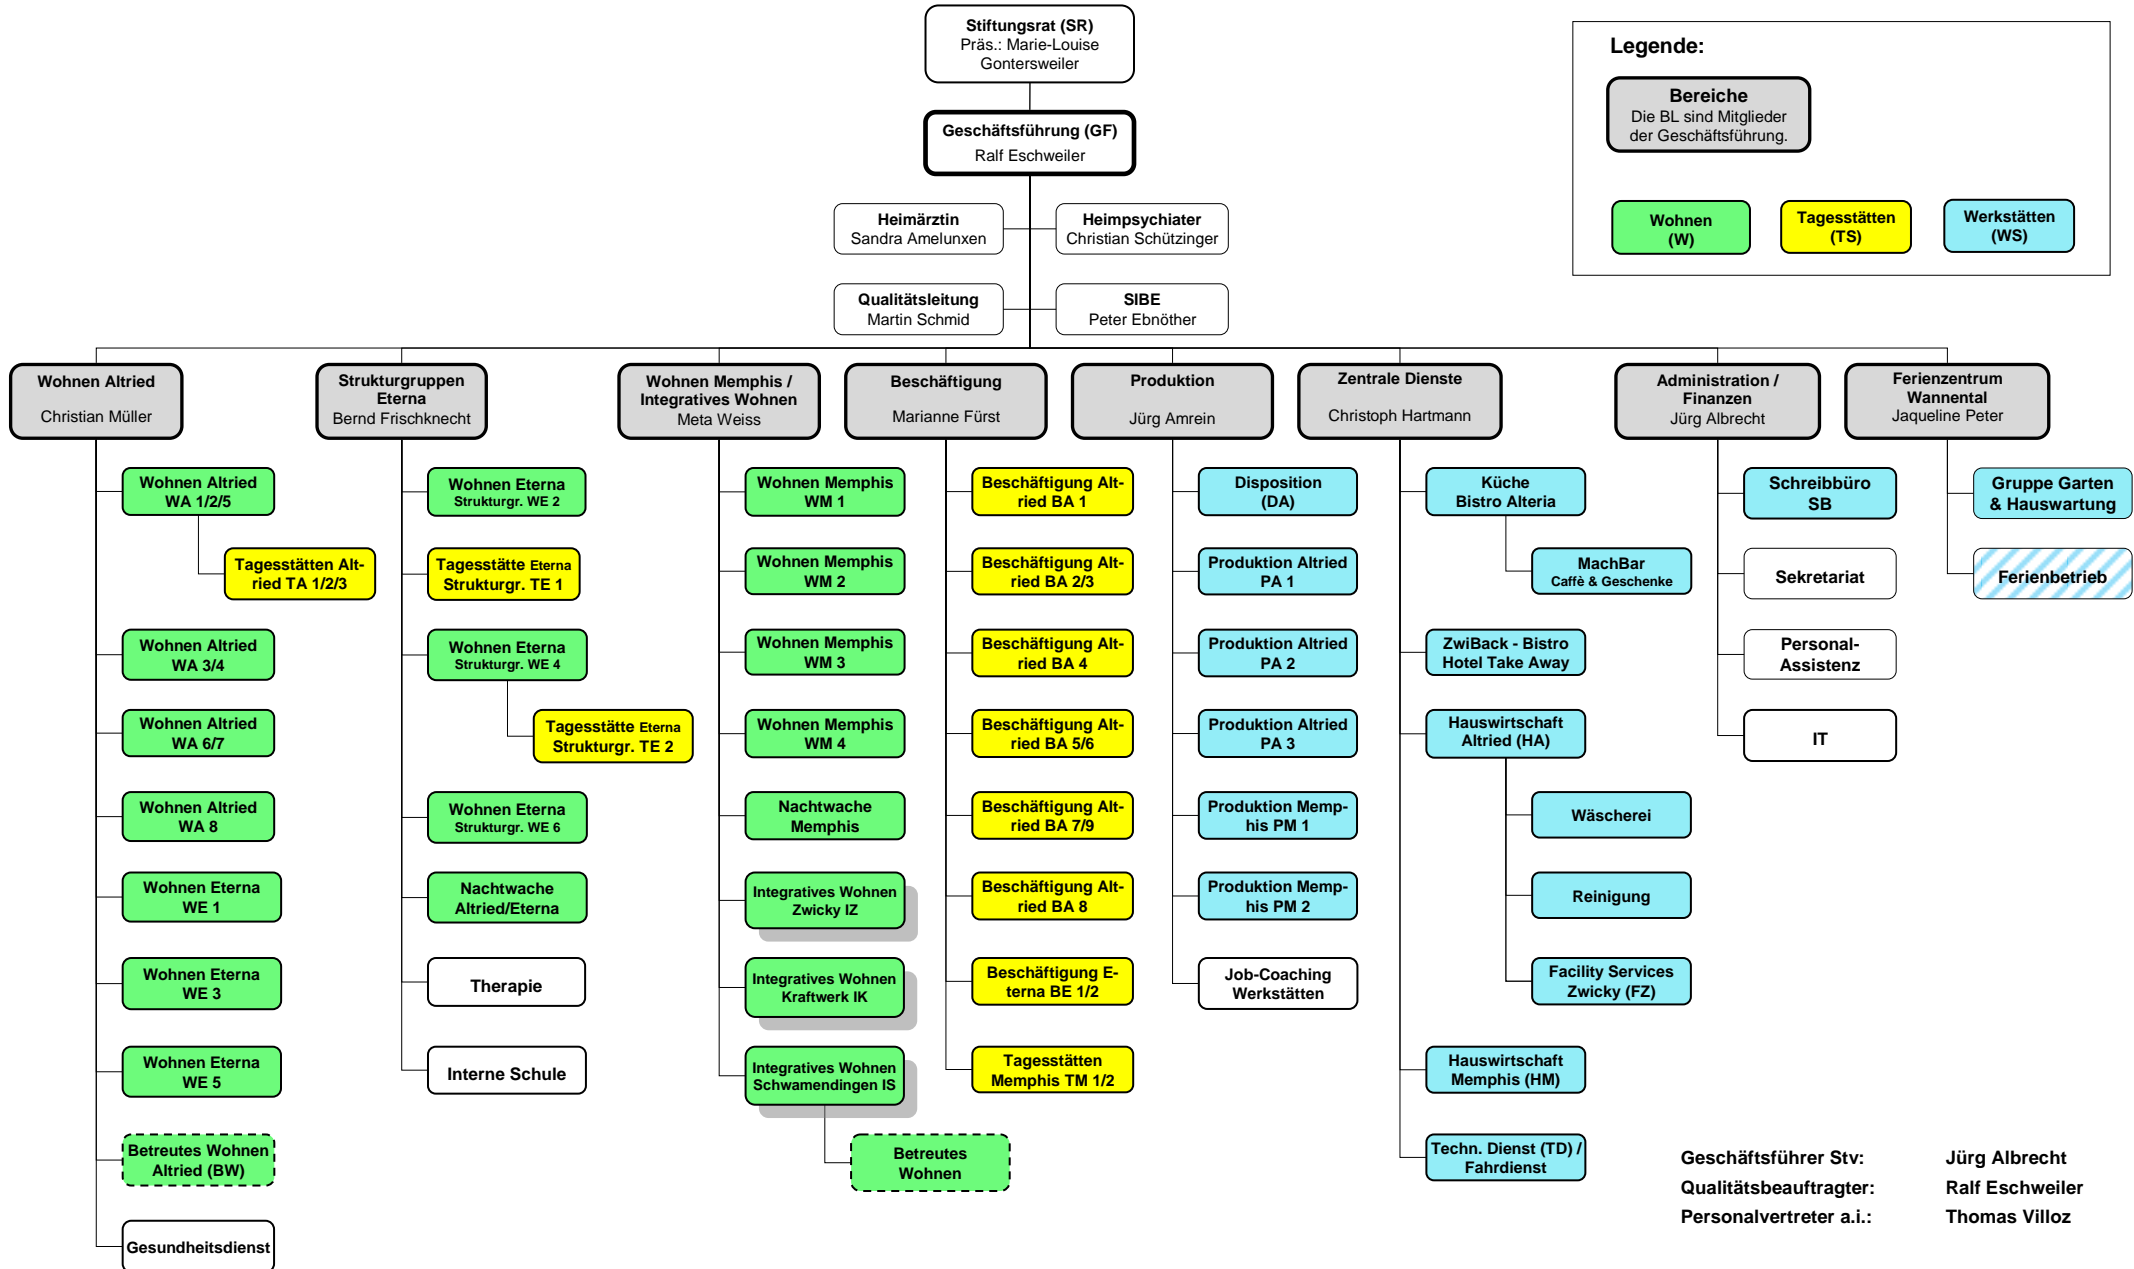 Stiftungsrat (SR)
Präs.: Marie-Louise
Gontersweiler
Geschäftsführung (GF)
Ralf Eschweiler
Heimärztin
Sandra Amelunxen
Heimpsychiater
Christian Schützinger
Qualitätsleitung
Martin Schmid
SIBE
Peter Ebnöther
Legende:
Bereiche
Die BL sind Mitglieder
der Geschäftsführung.
Wohnen
(W)
Tagesstätten
(TS)
Werkstätten
(WS)
Wohnen Altried
Christian Müller
Wohnen Altried
WA 1/2/5
Tagesstätten Alt-
ried TA 1/2/3
Wohnen Altried
WA 3/4
Wohnen Altried
WA 6/7
Wohnen Altried
WA 8
Wohnen Eterna
WE 1
Wohnen Eterna
WE 3
Wohnen Eterna
WE 5
Betreutes Wohnen
Altried (BW)
Gesundheitsdienst
Strukturgruppen
Eterna
Bernd Frischknecht
Wohnen Eterna
Strukturgr. WE 2
Tagesstätte Eterna
Strukturgr. TE 1
Wohnen Eterna
Strukturgr. WE 4
Tagesstätte Eterna
Strukturgr. TE 2
Wohnen Eterna
Strukturgr. WE 6
Nachtwache
Altried/Eterna
Therapie
Interne Schule
Wohnen Memphis /
Integratives Wohnen
Meta Weiss
Wohnen Memphis
WM 1
Wohnen Memphis
WM 2
Wohnen Memphis
WM 3
Wohnen Memphis
WM 4
Nachtwache
Memphis
Integratives Wohnen
Zwicky IZ
Integratives Wohnen
Kraftwerk IK
Integratives Wohnen
Schwamendingen IS
Betreutes
Wohnen
Beschäftigung
Marianne Fürst
Beschäftigung Alt-
ried BA 1
Beschäftigung Alt-
ried BA 2/3
Beschäftigung Alt-
ried BA 4
Beschäftigung Alt-
ried BA 5/6
Beschäftigung Alt-
ried BA 7/9
Beschäftigung Alt-
ried BA 8
Beschäftigung E-
terna BE 1/2
Tagesstätten
Memphis TM 1/2
Produktion
Jürg Amrein
Disposition
(DA)
Produktion Altried
PA 1
Produktion Altried
PA 2
Produktion Altried
PA 3
Produktion Memp-
his PM 1
Produktion Memp-
his PM 2
Job-Coaching
Werkstätten
Zentrale Dienste
Christoph Hartmann
Küche
Bistro Alteria
MachBar
Caffè & Geschenke
ZwiBack - Bistro
Hotel Take Away
Hauswirtschaft
Altried (HA)
Wäscherei
Reinigung
Facility Services
Zwicky (FZ)
Hauswirtschaft
Memphis (HM)
Techn. Dienst (TD) /
Fahrdienst
Administration /
Finanzen
Jürg Albrecht
Schreibbüro
SB
Sekretariat
Personal-
Assistenz
IT
Ferienzentrum
Wannental
Jaqueline Peter
Gruppe Garten
& Hauswartung
Ferienbetrieb
Geschäftsführer Stv: Jürg Albrecht
Qualitätsbeauftragter: Ralf Eschweiler
Personalvertreter a.i.: Thomas Villoz